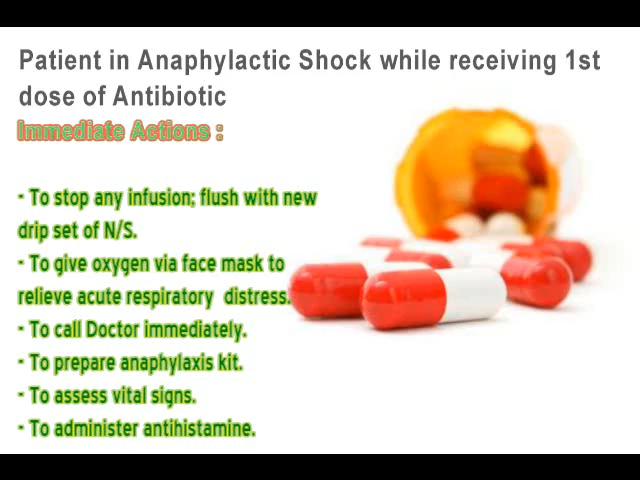 Patient in Anaphylactic Shock while receiving 1st
dose of Antibiotic
Immediate Actions :
- To stop any infusion; flush with new
drip set of N/S.
- To give oxygen via face mask to
relieve acute respiratory distress.
- To call Doctor immediately.
- To prepare anaphylaxis kit.
- To assess vital signs.
- To administer antihistamine.